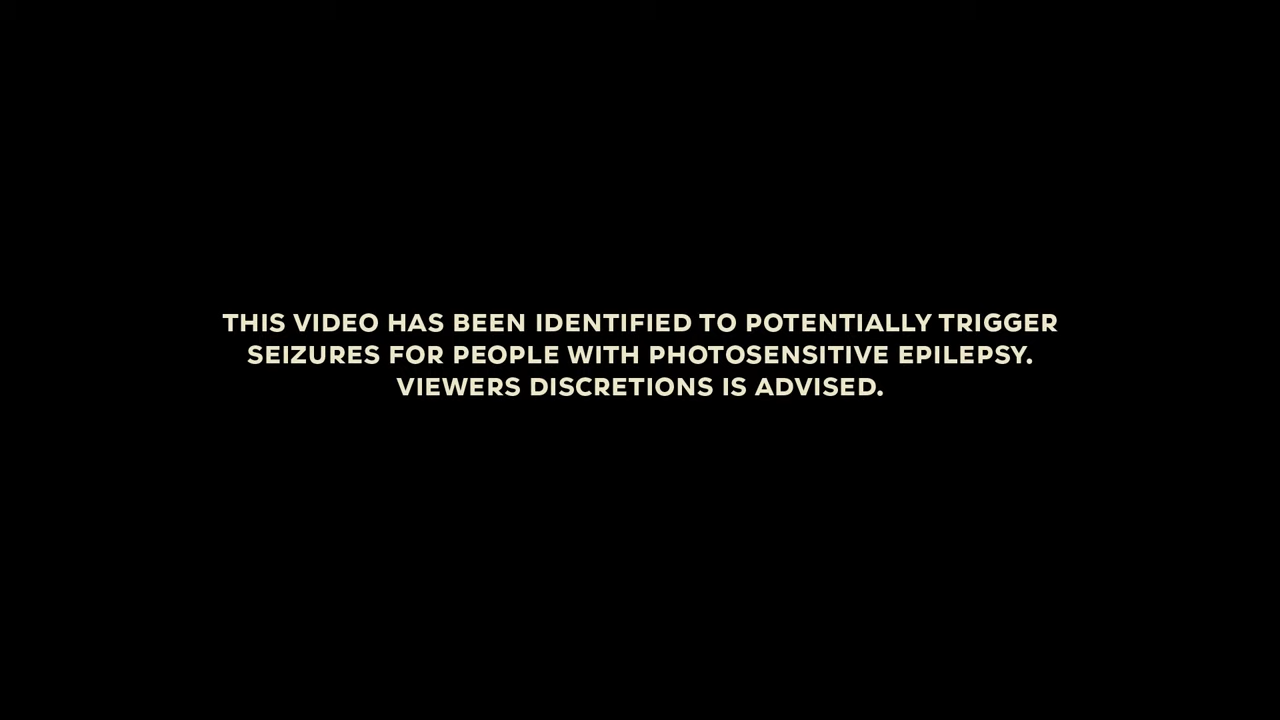 THIS VIDEO HAS BEEN IDENTIFIED TO POTENTIALLY TRIGGER
SEIZURES FOR PEOPLE WITH PHOTOSENSITIVE EPILEPSY.
VIEWERS DISCRETIONS IS ADVISED.